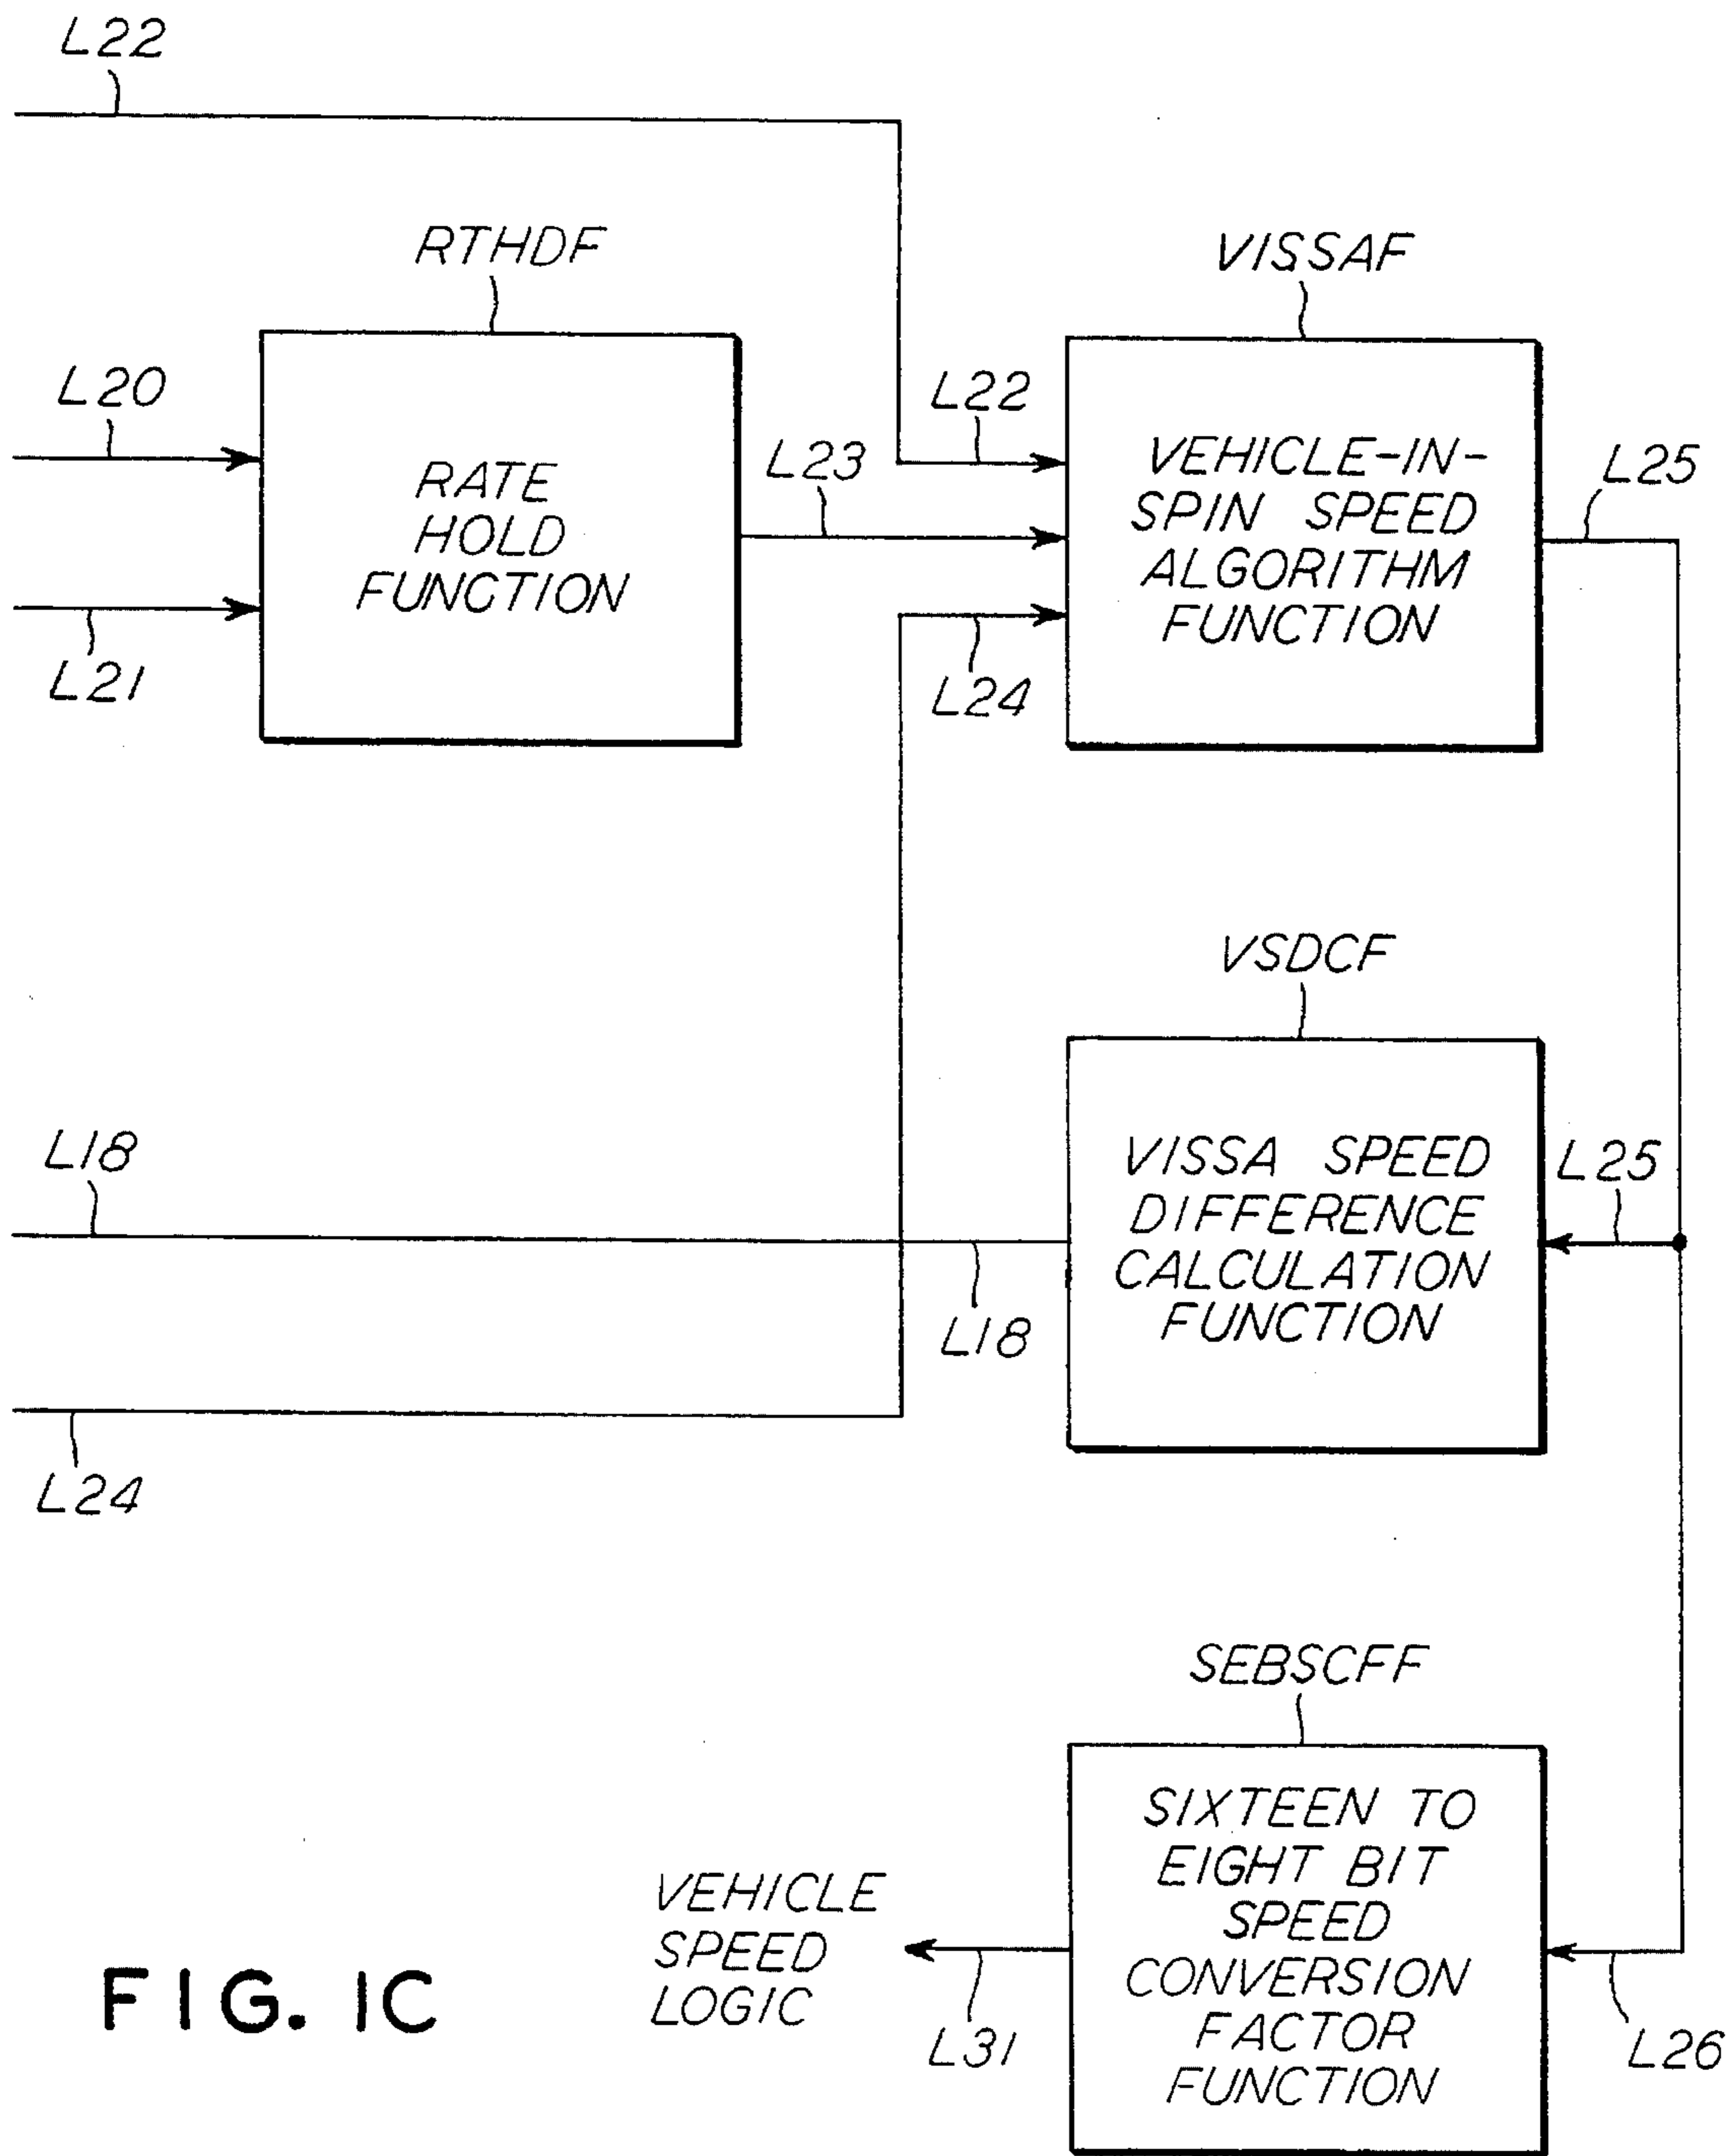 L22
RTHDF
VISSAF
L20
L22
L23
L25
RATE
HOLD
FUNCTION
VEHICLE-IN-
SPIN SPEED
ALGORITHM
FUNCTION
L21
L24
VSDCF
L18
L25
VISSA SPEED
DIFFERENCE
CALCULATION
FUNCTION
L18
L24
SEBSCFF
SIXTEEN TO
EIGHT BIT
SPEED
CONVERSION
FACTOR
FUNCTION
VEHICLE
SPEED
LOGIC
L31
L26
FIG. 1C